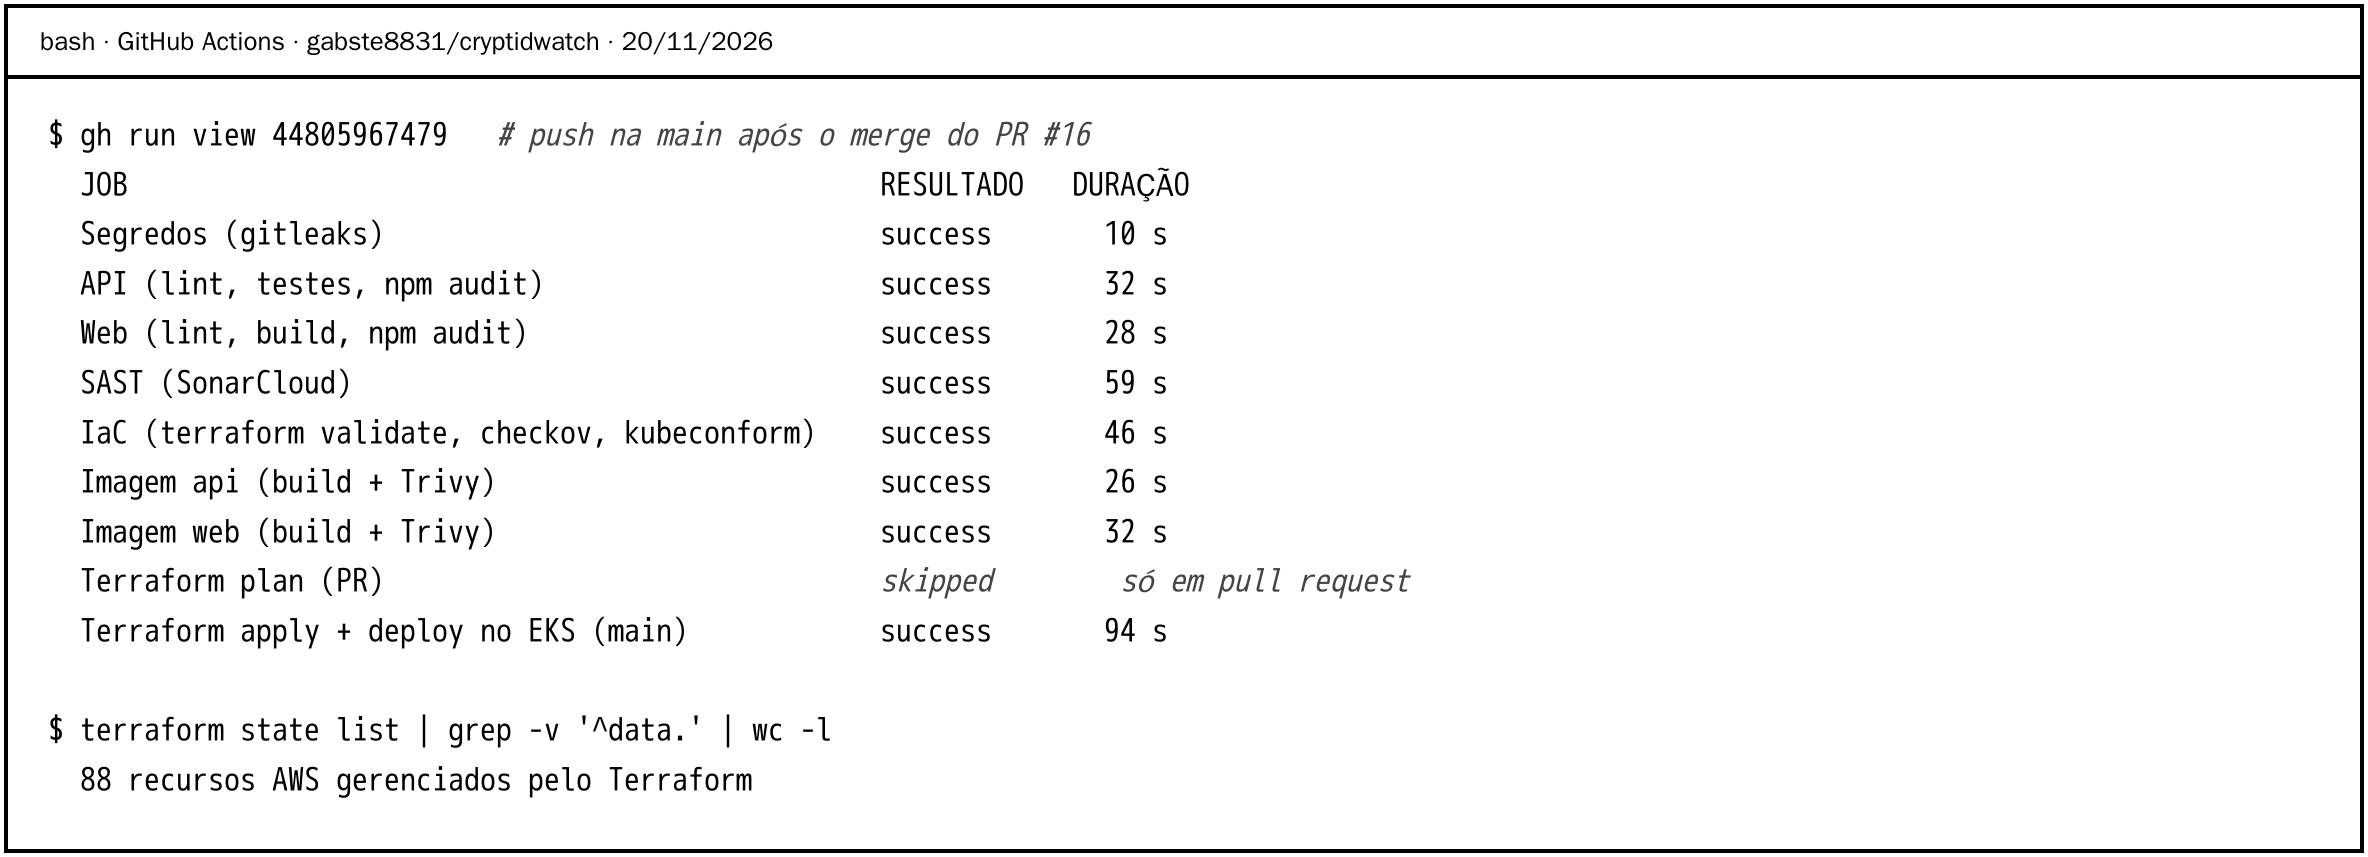 bash · GitHub Actions · gabste8831/cryptidwatch · 20/11/2026
$ gh run view 44805967479 # push na main após o merge do PR #16
JOB RESULTADO DURAÇÃO
Segredos (gitleaks) success 10 s
API (lint, testes, npm audit) success 32 s
Web (lint, build, npm audit) success 28 s
SAST (SonarCloud) success 59 s
IaC (terraform validate, checkov, kubeconform) success 46 s
Imagem api (build + Trivy) success 26 s
Imagem web (build + Trivy) success 32 s
Terraform plan (PR) skipped só em pull request
Terraform apply + deploy no EKS (main) success 94 s
$ terraform state list | grep -v '^data.' | wc -l
88 recursos AWS gerenciados pelo Terraform